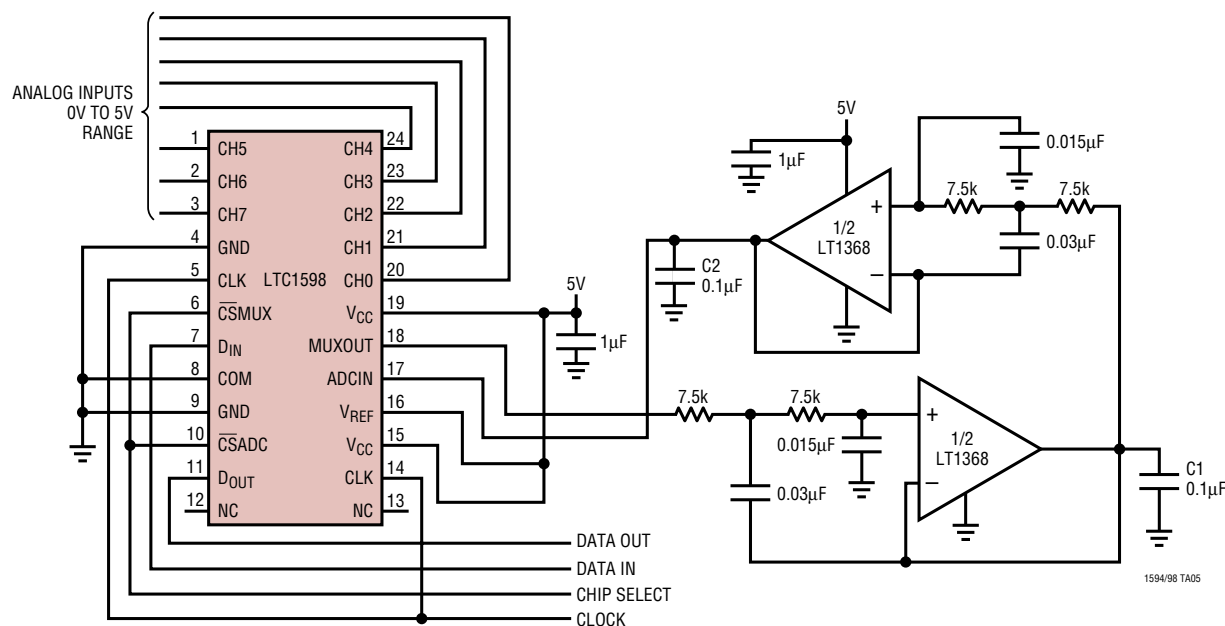 ANALOG INPUTS
0V TO 5V
RANGE
1
CH5
2
CH6
3
CH7
4
GND
5
CLK
6
CSMUX
7
DIN
8
COM
9
GND
10
CSADC
11
DOUT
12
NC
LTC1598
24
CH4
23
CH3
22
CH2
21
CH1
20
CH0
19
VCC
18
MUXOUT
17
ADCIN
16
VREF
15
VCC
14
CLK
13
NC
5V
1µF
C2
0.1µF
5V
1µF
+
1/2
LT1368
−
0.015µF
7.5k
7.5k
0.03µF
7.5k
7.5k
0.015µF
0.03µF
+
1/2
LT1368
−
C1
0.1µF
DATA OUT
DATA IN
CHIP SELECT
CLOCK
1594/98 TA05